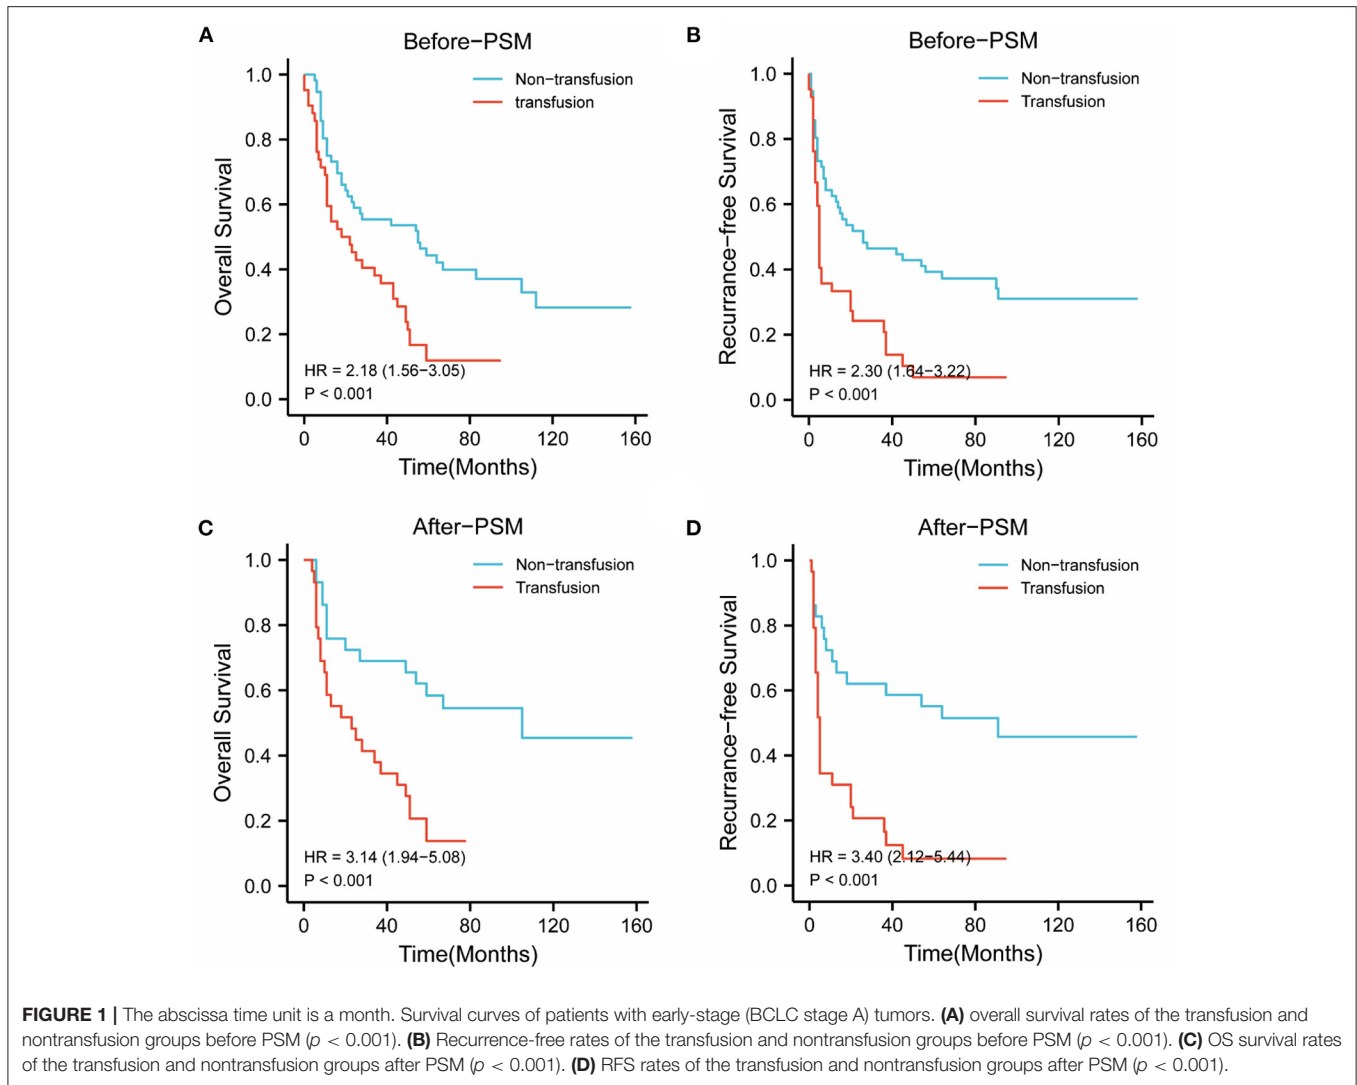 A
Before−PSM
Non−transfusion
transfusion
1.0
0.8
0.6
0.4
0.2
0.0
Overall Survival
HR = 2.18 (1.56−3.05)
P < 0.001
0 40 80 120 160
Time(Months)
B
Before−PSM
Non−transfusion
Transfusion
1.0
0.8
0.6
0.4
0.2
0.0
Recurrance−free Survival
HR = 2.30 (1.64−3.22)
P < 0.001
0 40 80 120 160
Time(Months)
C
After−PSM
Non−transfusion
Transfusion
1.0
0.8
0.6
0.4
0.2
0.0
Overall Survival
HR = 3.14 (1.94−5.08)
P < 0.001
0 40 80 120 160
Time(Months)
D
After−PSM
Non−transfusion
Transfusion
1.0
0.8
0.6
0.4
0.2
0.0
Recurrance−free Survival
HR = 3.40 (2.12−5.44)
P < 0.001
0 40 80 120 160
Time(Months)
FIGURE 1 | The abscissa time unit is a month. Survival curves of patients with early-stage (BCLC stage A) tumors. (A) overall survival rates of the transfusion and
nontransfusion groups before PSM (p < 0.001). (B) Recurrence-free rates of the transfusion and nontransfusion groups before PSM (p < 0.001). (C) OS survival rates
of the transfusion and nontransfusion groups after PSM (p < 0.001). (D) RFS rates of the transfusion and nontransfusion groups after PSM (p < 0.001).